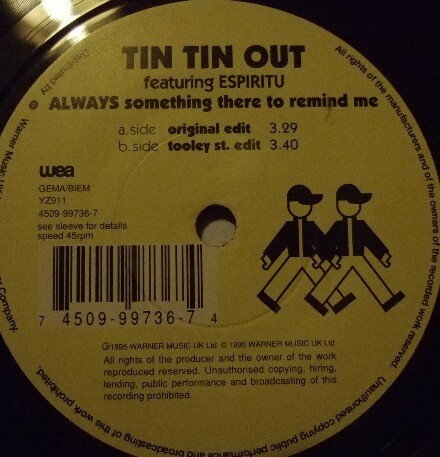 TIN TIN OUT
featuring ESPIRITU
ALWAYS something there to remind me
a.side original edit 3.29
b.side tooley st. edit 3.40
wea
GEMA/BIEM
YZ911
4509-99736-7
see sleeve for details
speed 45rpm
7 4509-99736-7 4
℗1995 WARNER MUSIC UK Ltd © 1995 WARNER MUSIC UK Ltd
All rights of the producer and the owner of the work
reproduced reserved. Unauthorised copying, hiring,
lending, public performance and broadcasting of this
recording prohibited.
All rights of the manufacturers and of the owners of the recorded work reserved.
Unauthorised copying public performance and broadcasting of this work prohibited.
er Company.
Warner Music UK
by